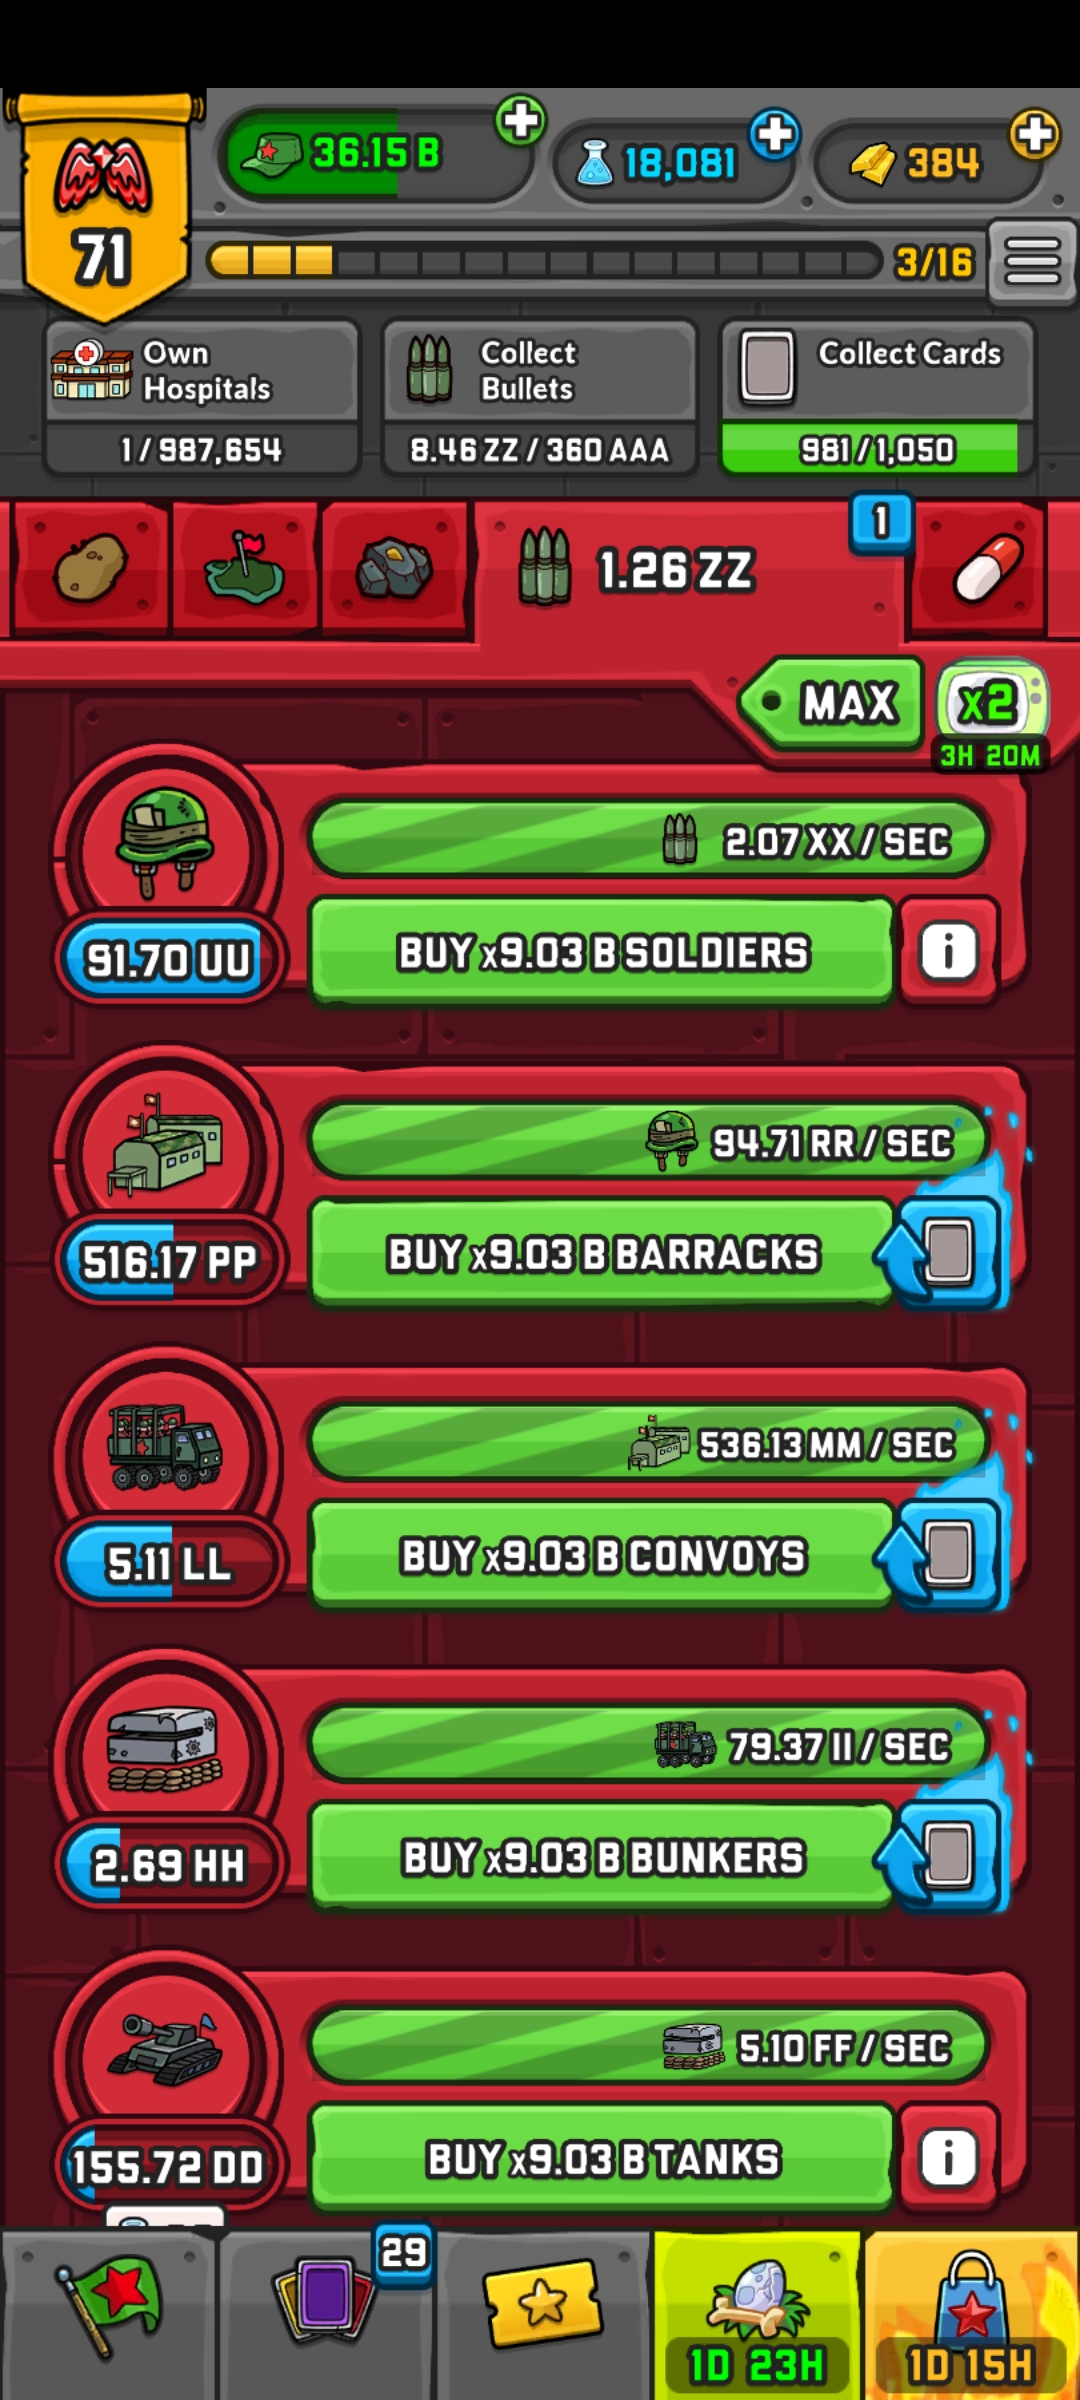 36.15 B
18,081
384
71
3/16
Own
Hospitals
1 / 987,654
Collect
Bullets
8.46 ZZ / 360 AAA
Collect Cards
981 / 1,050
1.26 ZZ
1
MAX
x2
3H 20M
2.07 XX / SEC
91.70 UU
BUY x9.03 B SOLDIERS
i
94.71 RR / SEC
516.17 PP
BUY x9.03 B BARRACKS
536.13 MM / SEC
5.11 LL
BUY x9.03 B CONVOYS
79.37 II / SEC
2.69 HH
BUY x9.03 B BUNKERS
5.10 FF / SEC
155.72 DD
BUY x9.03 B TANKS
i
29
1D 23H
1D 15H